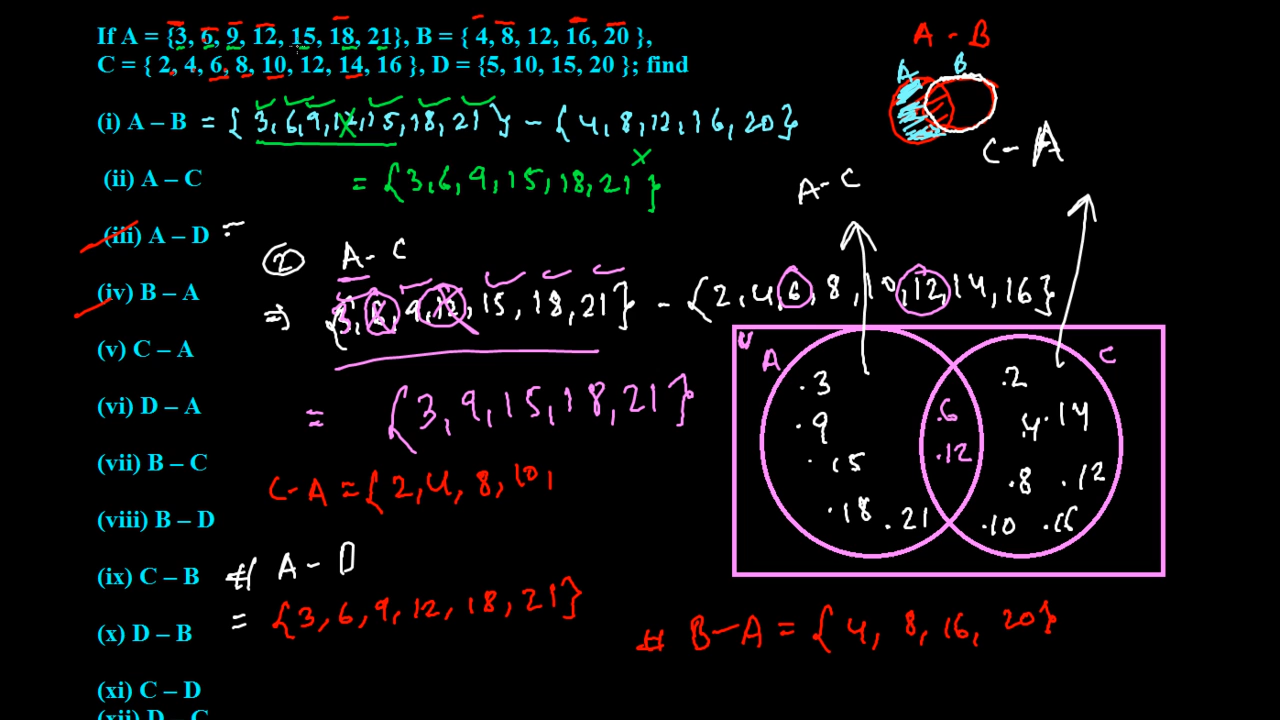 If A = {3, 6, 9, 12, 15, 18, 21}, B = { 4, 8, 12, 16, 20 },
C = { 2, 4, 6, 8, 10, 12, 14, 16 }, D = {5, 10, 15, 20 }; find
A - B
A B
(i) A – B = {3,6,9,12,15,18,21} - {4,8,12,16,20}
C - A
(ii) A – C = {3,6,9,15,18,21}
A - C
(iii) A – D =
② A - C
(iv) B – A ⇒ {3,6,9,12,15,18,21} - {2,4,6,8,10,12,14,16}
(v) C – A
U A C
.3 .9 .15 .18 .21
.6 .12
.2 .4 .14 .8 .12 .10 .16
(vi) D – A = {3,9,15,18,21}
(vii) B – C
C - A = {2,4,8,10,
(viii) B – D
(ix) C – B # A - D
(x) D – B = {3,6,9,12,18,21}
# B - A = {4, 8, 16, 20}
(xi) C – D
(xii) D – C